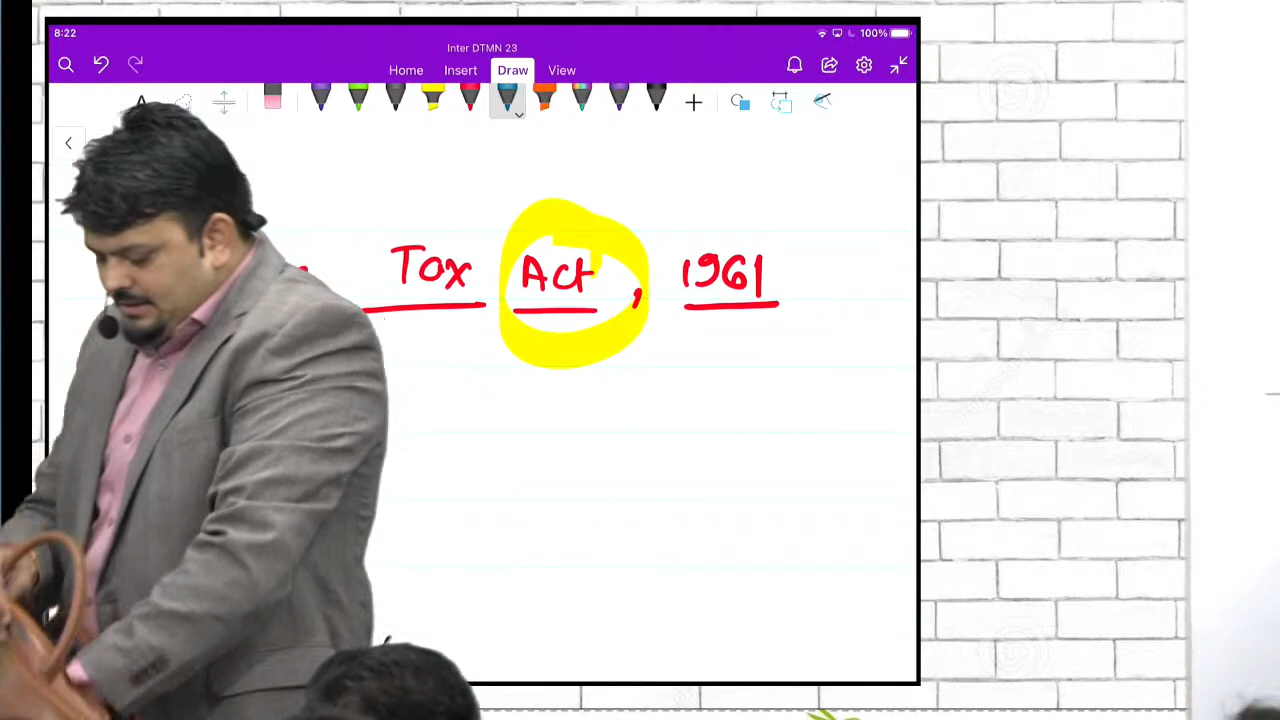 8:22
100%
Inter DTMN 23
Home Insert Draw View
Tax Act, 1961